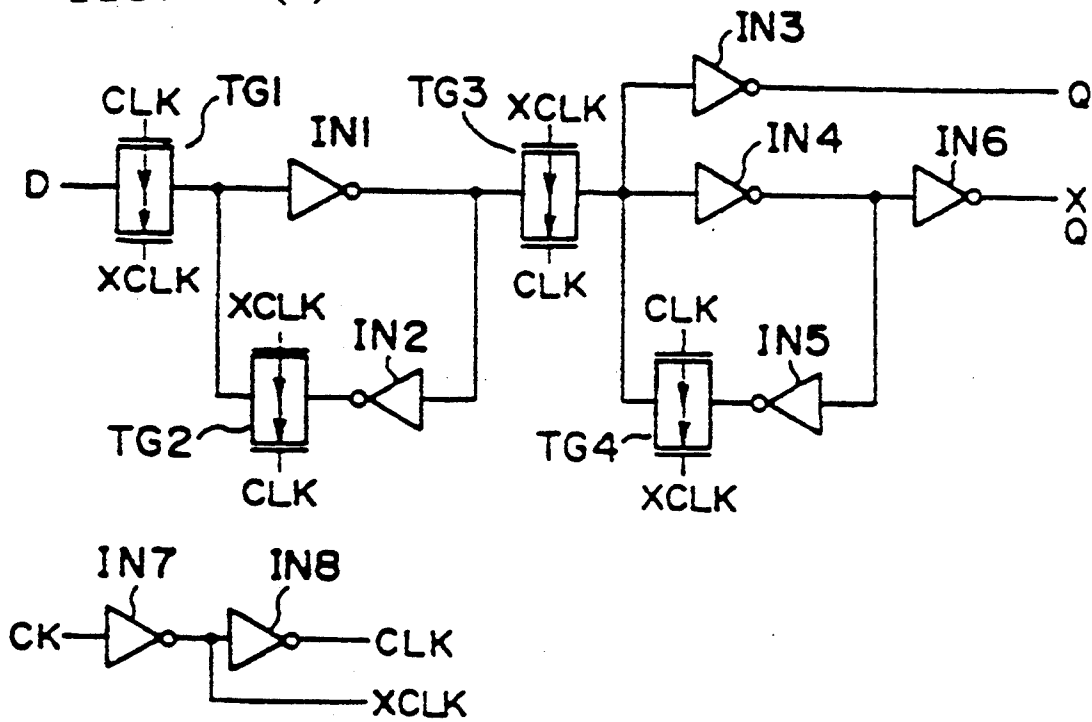 IN3
CLK TG1 TG3 XCLK Q
IN1 IN4 IN6
D X
Q
XCLK CLK
XCLK IN2 CLK IN5
TG2 TG4
CLK XCLK
IN7 IN8
CK CLK
XCLK